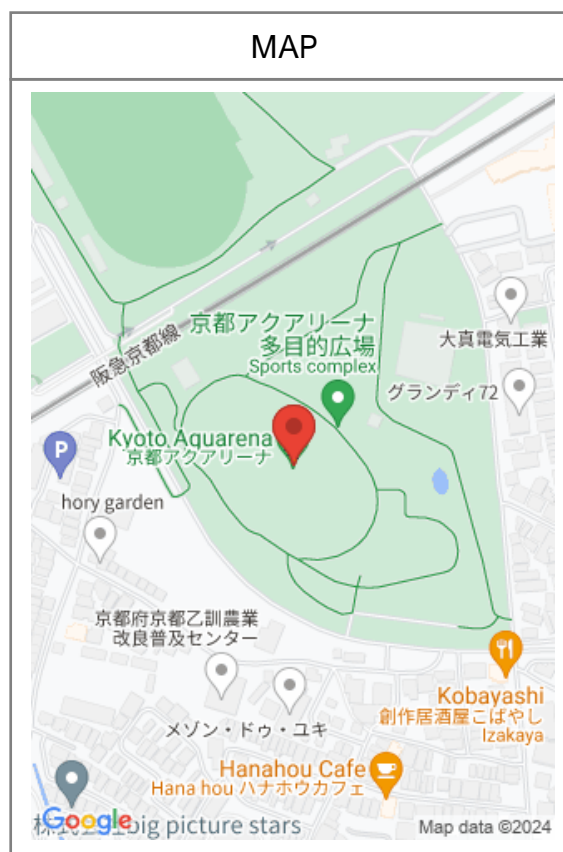 MAP
阪急京都線
京都アクアリーナ
多目的広場
Sports complex
大真電気工業
グランディ72
Kyoto Aquarena
京都アクアリーナ
P
hory garden
京都府京都乙訓農業
改良普及センター
メゾン・ドゥ・ユキ
Kobayashi
創作居酒屋こばやし
Izakaya
Hanahou Cafe
Hana hou ハナホウカフェ
big picture stars
Google
Map data ©2024